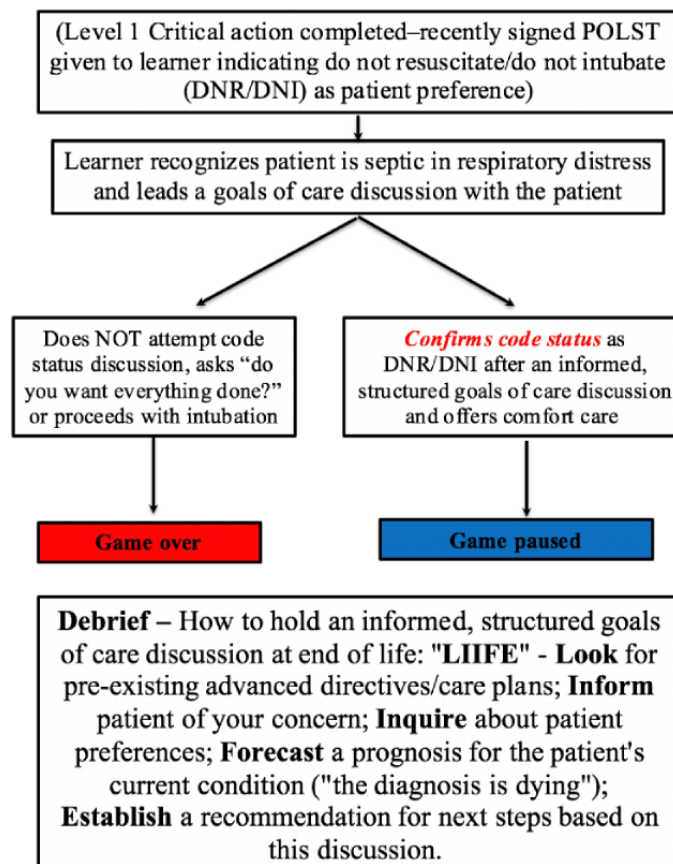 (Level 1 Critical action completed–recently signed POLST
given to learner indicating do not resuscitate/do not intubate
(DNR/DNI) as patient preference)
Learner recognizes patient is septic in respiratory distress
and leads a goals of care discussion with the patient
Does NOT attempt code
status discussion, asks “do
you want everything done?”
or proceeds with intubation
Confirms code status as
DNR/DNI after an informed,
structured goals of care discussion
and offers comfort care
Game over
Game paused
Debrief – How to hold an informed, structured goals
of care discussion at end of life: "LIIFE" - Look for
pre-existing advanced directives/care plans; Inform
patient of your concern; Inquire about patient
preferences; Forecast a prognosis for the patient's
current condition ("the diagnosis is dying");
Establish a recommendation for next steps based on
this discussion.